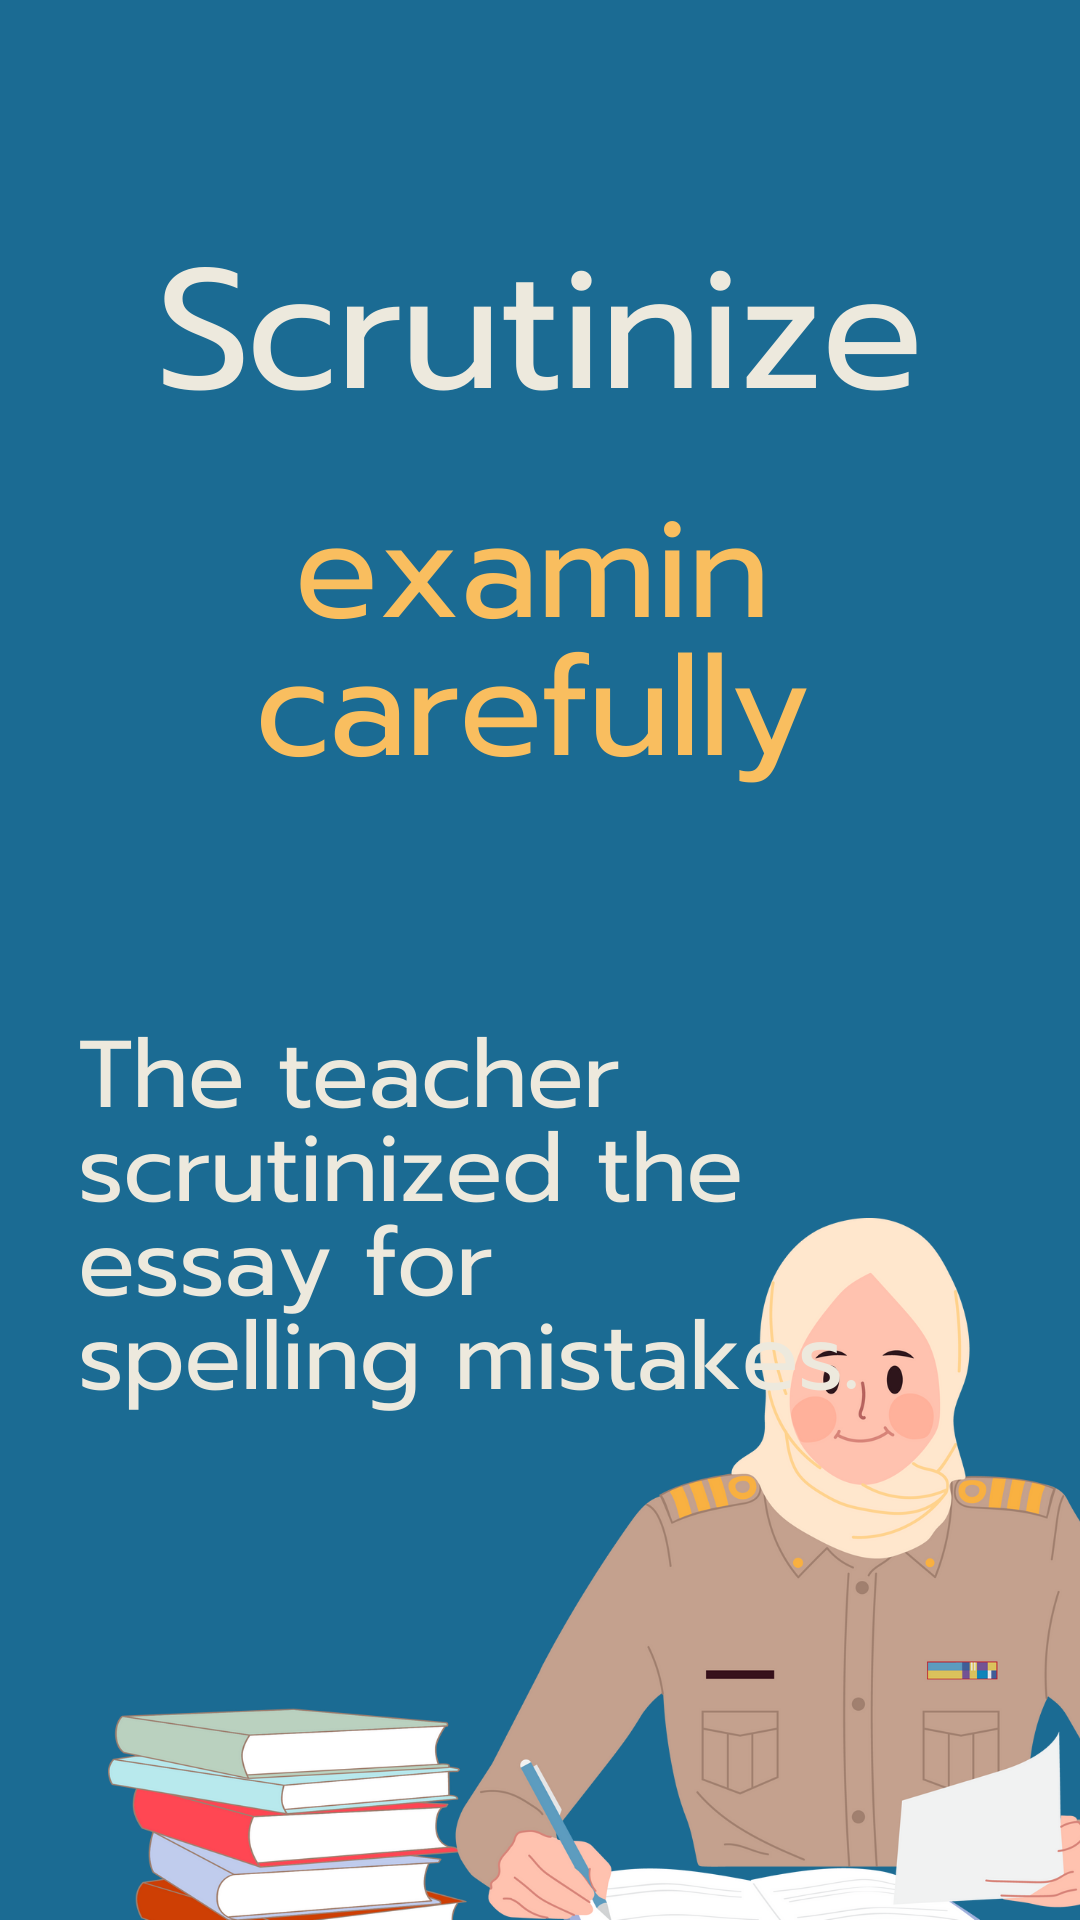 Scrutinize
examin
carefully
The teacher
scrutinized the
essay for
spelling mistakes.